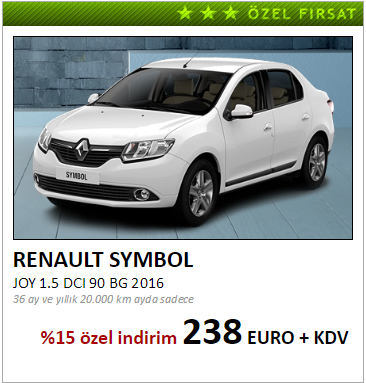 ★ ★ ★ ÖZEL FIRSAT
SYMBOL
RENAULT SYMBOL
JOY 1.5 DCI 90 BG 2016
36 ay ve yıllık 20.000 km ayda sadece
%15 özel indirim 238 EURO + KDV